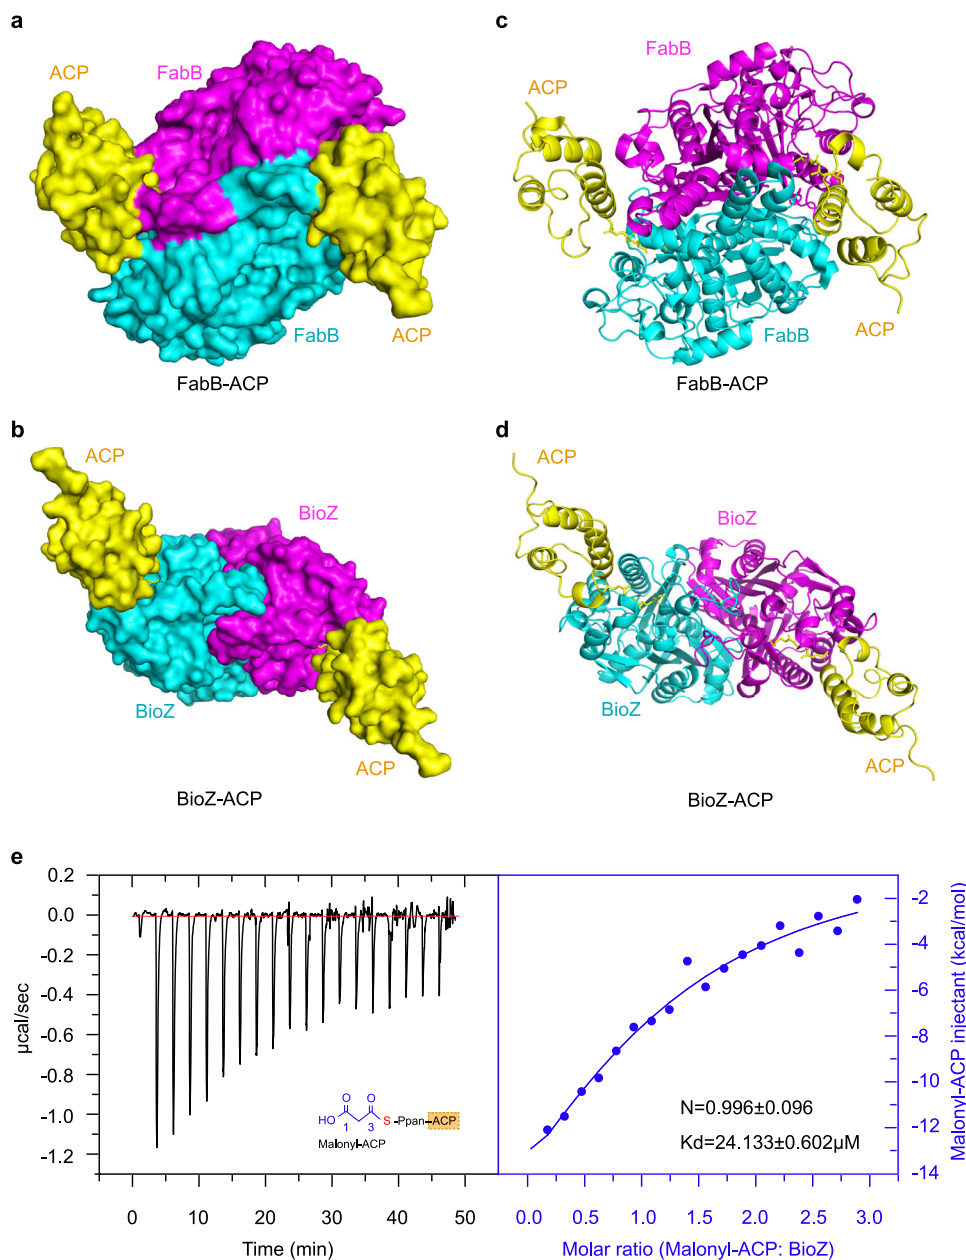 a
ACP
FabB
FabB
ACP
FabB-ACP
c
FabB
ACP
FabB
ACP
FabB-ACP
b
ACP
BioZ
BioZ
ACP
BioZ-ACP
d
ACP
BioZ
BioZ
ACP
BioZ-ACP
e
0.2
0.0
-0.2
-0.4
-0.6
-0.8
-1.0
-1.2
µcal/sec
O O
HO S -Ppan-ACP
1 3
Malonyl-ACP
0 10 20 30 40 50
Time (min)
N=0.996±0.096
Kd=24.133±0.602µM
-2
-4
-6
-8
-10
-12
-14
Malonyl-ACP injectant (kcal/mol)
0.0 0.5 1.0 1.5 2.0 2.5 3.0
Molar ratio (Malonyl-ACP: BioZ)